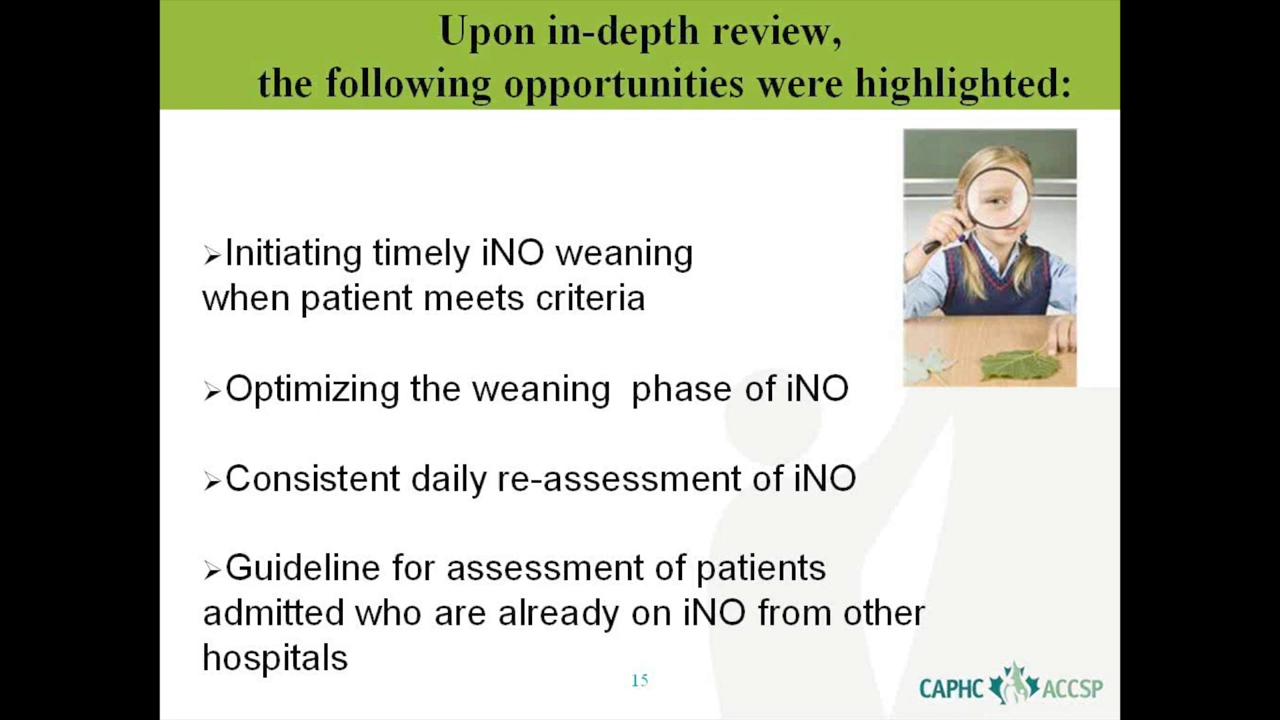 Upon in-depth review,
the following opportunities were highlighted:
➢Initiating timely iNO weaning
when patient meets criteria
➢Optimizing the weaning phase of iNO
➢Consistent daily re-assessment of iNO
➢Guideline for assessment of patients
admitted who are already on iNO from other
hospitals
15
CAPHC ACCSP